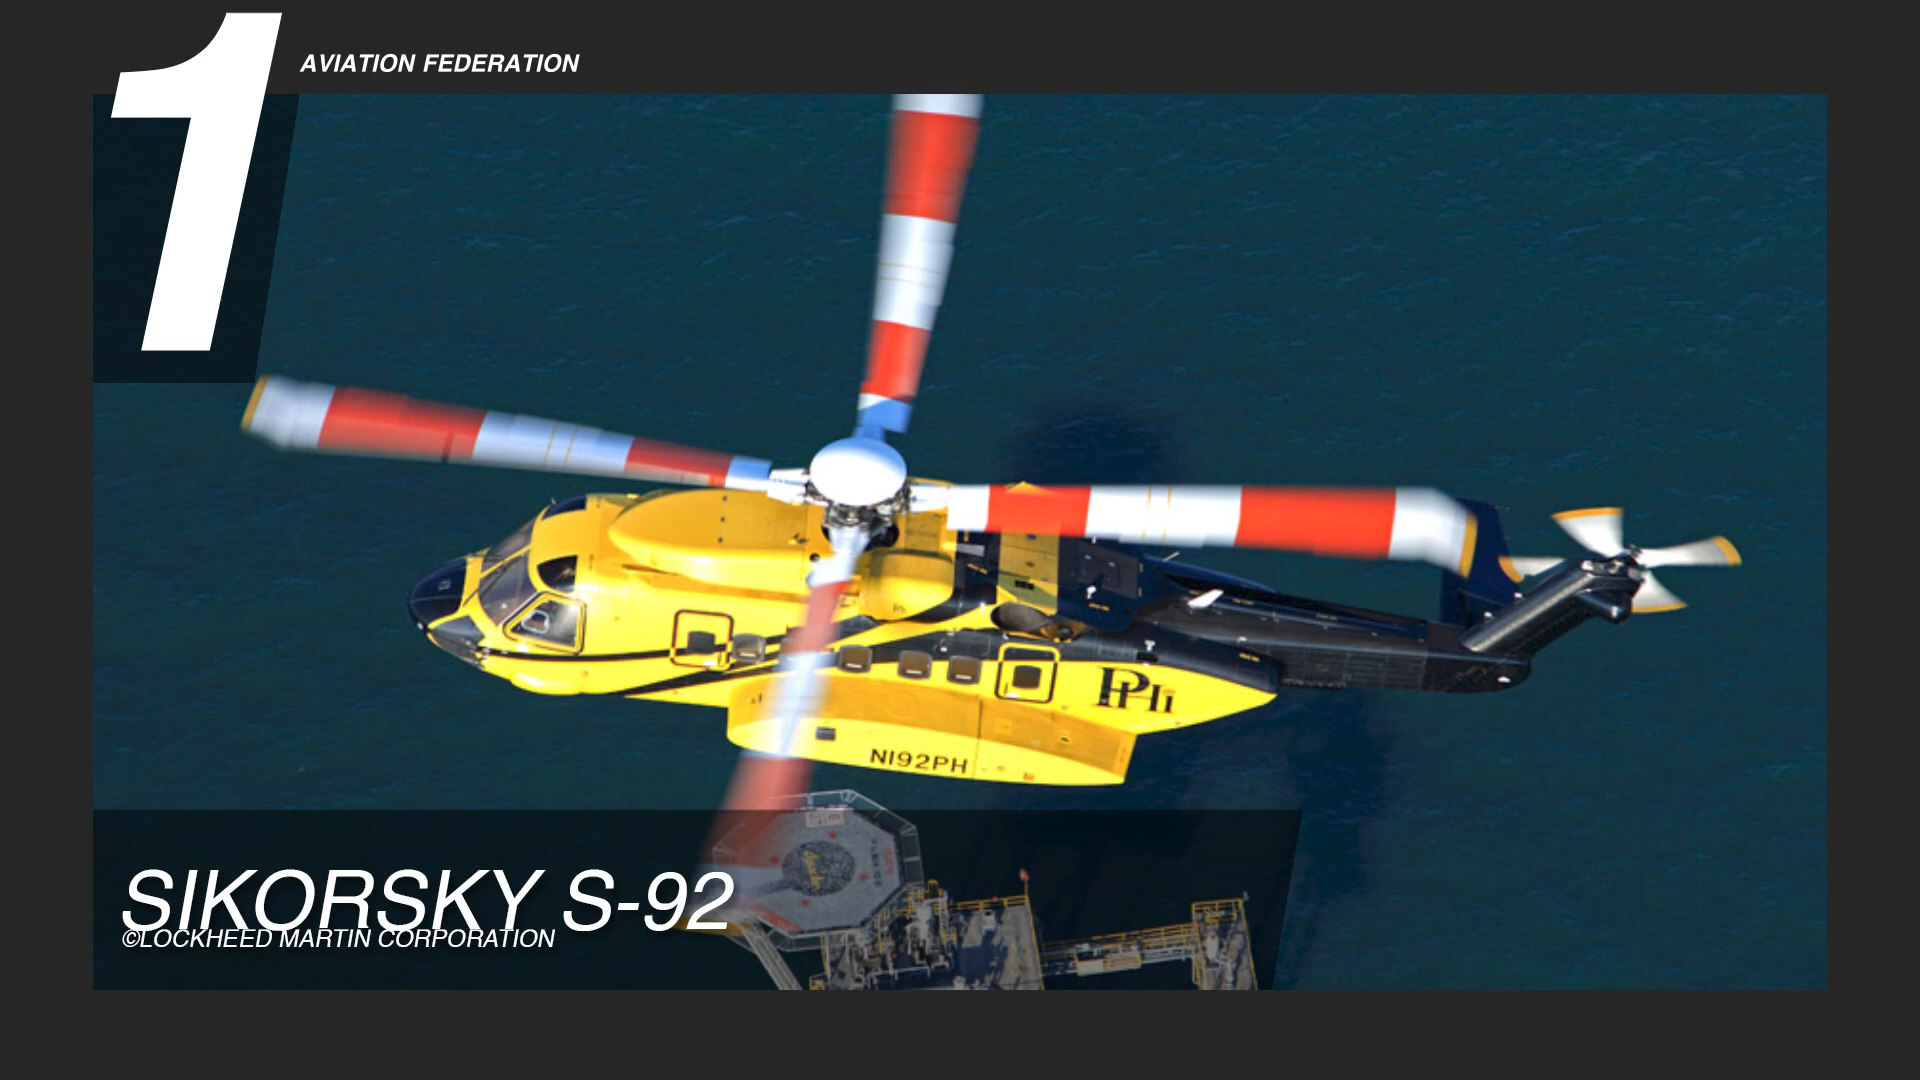 1
AVIATION FEDERATION
PHi
N192PH
SIKORSKY S-92
©LOCKHEED MARTIN CORPORATION